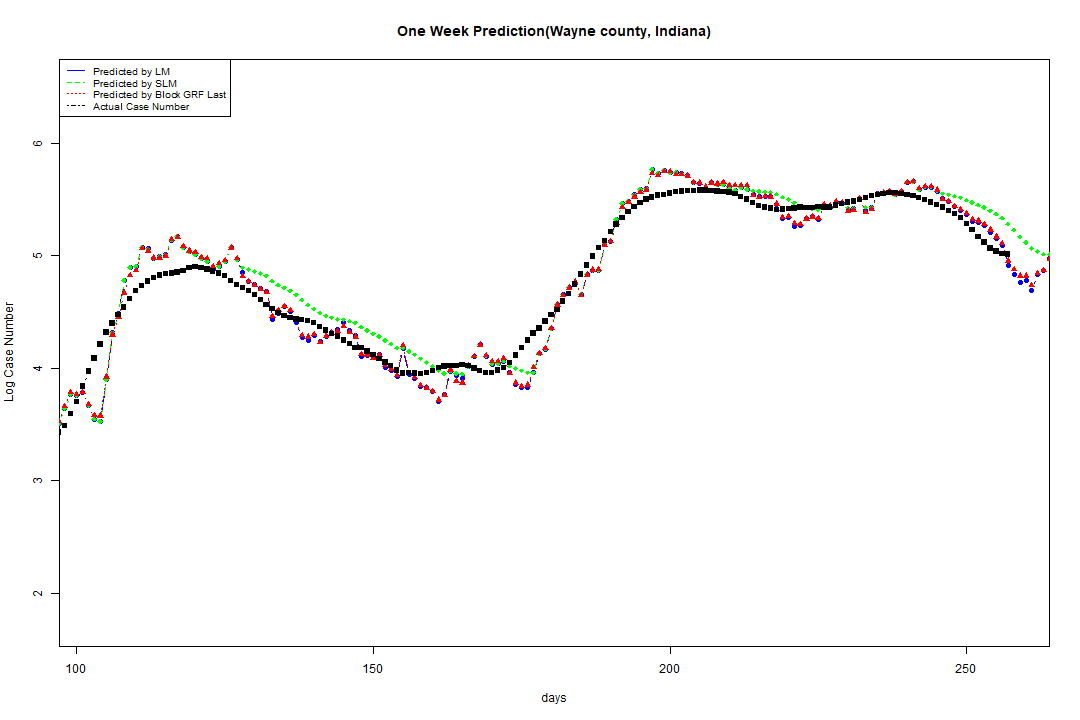 One Week Prediction(Wayne county, Indiana)
Predicted by LM
Predicted by SLM
Predicted by Block GRF Last
Actual Case Number
6
5
4
3
2
Log Case Number
100 150 200 250
days